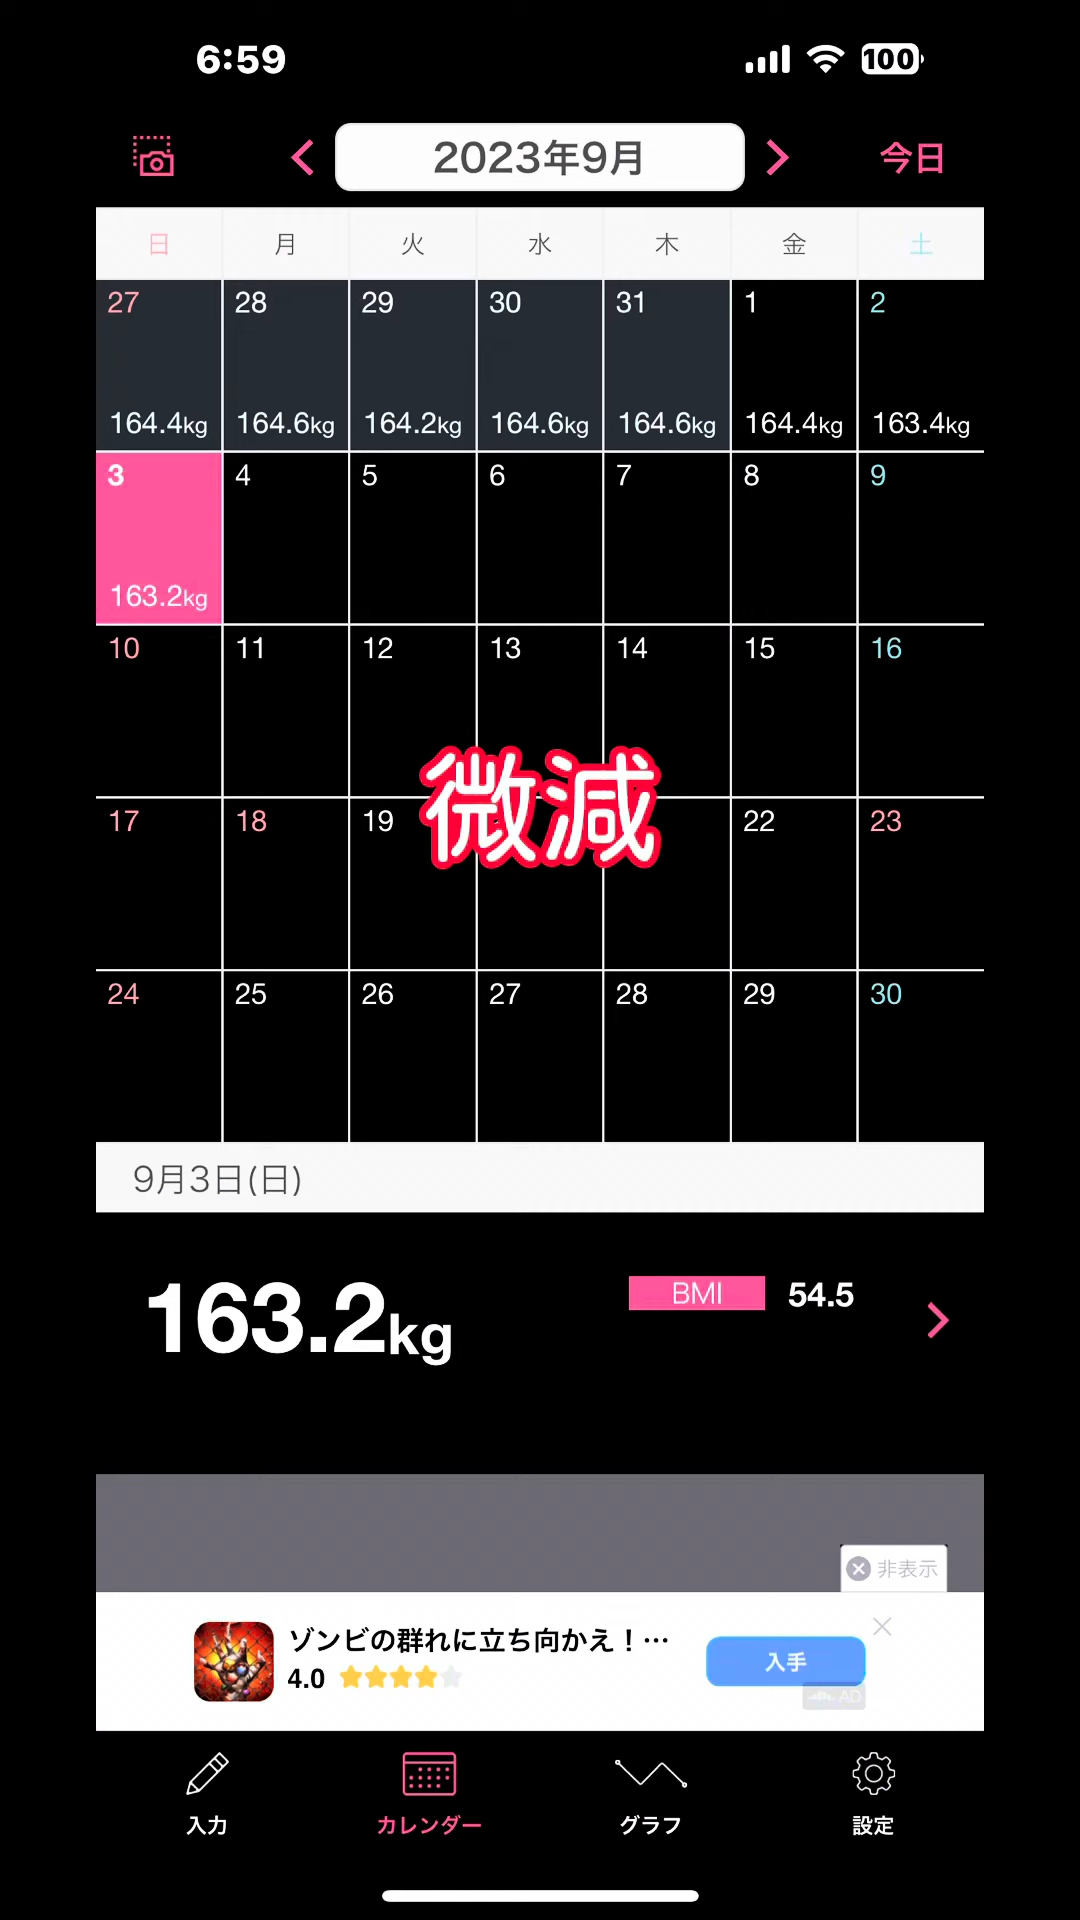 6:59
100
2023年9月
今日
日 月 火 水 木 金 土
27 28 29 30 31 1 2
164.4kg 164.6kg 164.2kg 164.6kg 164.6kg 164.4kg 163.4kg
3 4 5 6 7 8 9
163.2kg
10 11 12 13 14 15 16
微減
17 18 19 22 23
24 25 26 27 28 29 30
9月3日(日)
163.2kg
BMI 54.5
非表示
ゾンビの群れに立ち向かえ！…
4.0
入手
AD
入力 カレンダー グラフ 設定